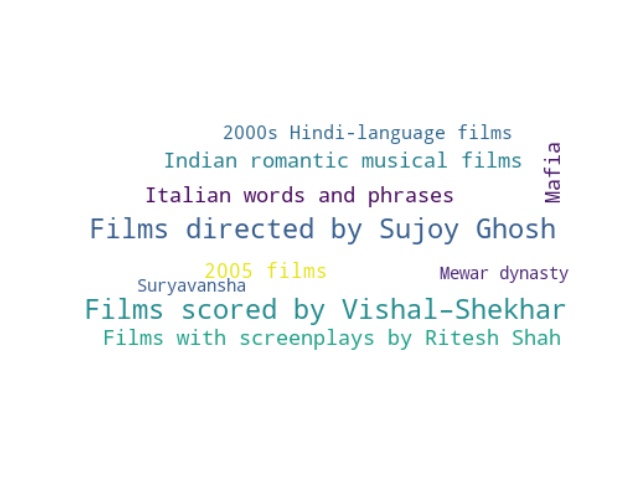 2000s Hindi-language films
Indian romantic musical films
Mafia
Italian words and phrases
Films directed by Sujoy Ghosh
2005 films
Mewar dynasty
Suryavansha
Films scored by Vishal–Shekhar
Films with screenplays by Ritesh Shah